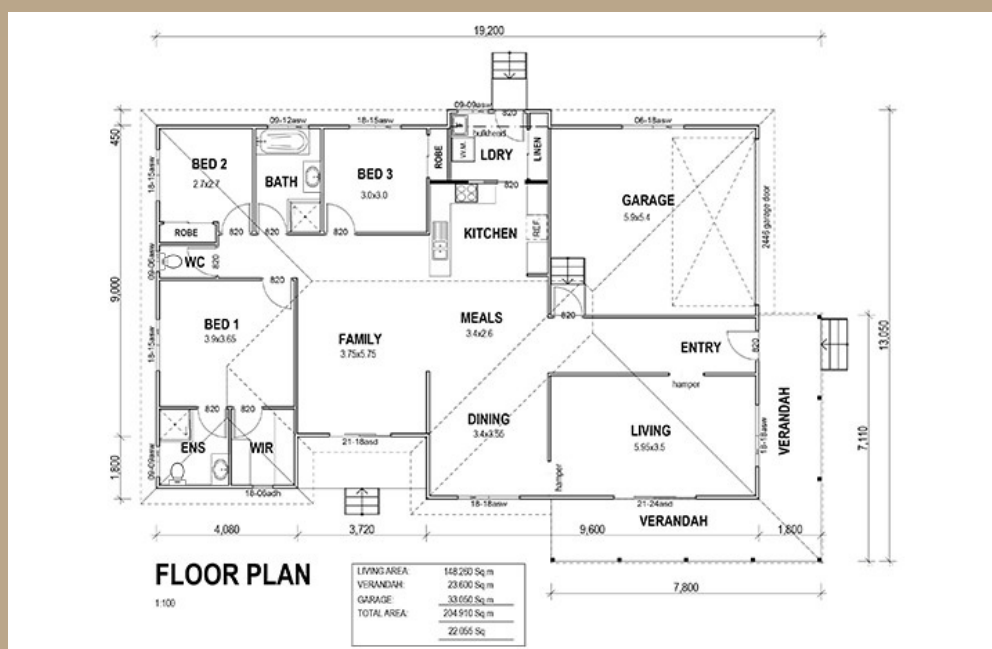 19,200
09-09asw
820
09-12asw
18-15asw
06-18asw
450
bulkhead
W.M.
LDRY
LINEN
BED 2
2.7x2.7
BATH
BED 3
3.0x3.0
ROBE
18-15asw
820
GARAGE
5.9x5.4
2446 garage door
ROBE
820
820
820
KITCHEN
REF.
09-06asw
WC
820
820
9,000
13,050
BED 1
3.9x3.65
18-15asw
FAMILY
3.75x5.75
MEALS
3.4x2.6
820
ENTRY
820
hamper
820
820
DINING
3.4x3.55
LIVING
5.95x3.5
18-18asw
VERANDAH
7,110
ENS
WIR
21-18asd
09-09asw
1,800
hamper
18-06adh
18-18asw
21-24asd
VERANDAH
4,080
3,720
9,600
1,800
FLOOR PLAN
1:100
7,800
LIVING AREA: 148.260 Sq.m
VERANDAH: 23.600 Sq.m
GARAGE: 33.050 Sq.m
TOTAL AREA: 204.910 Sq.m
22.055 Sq